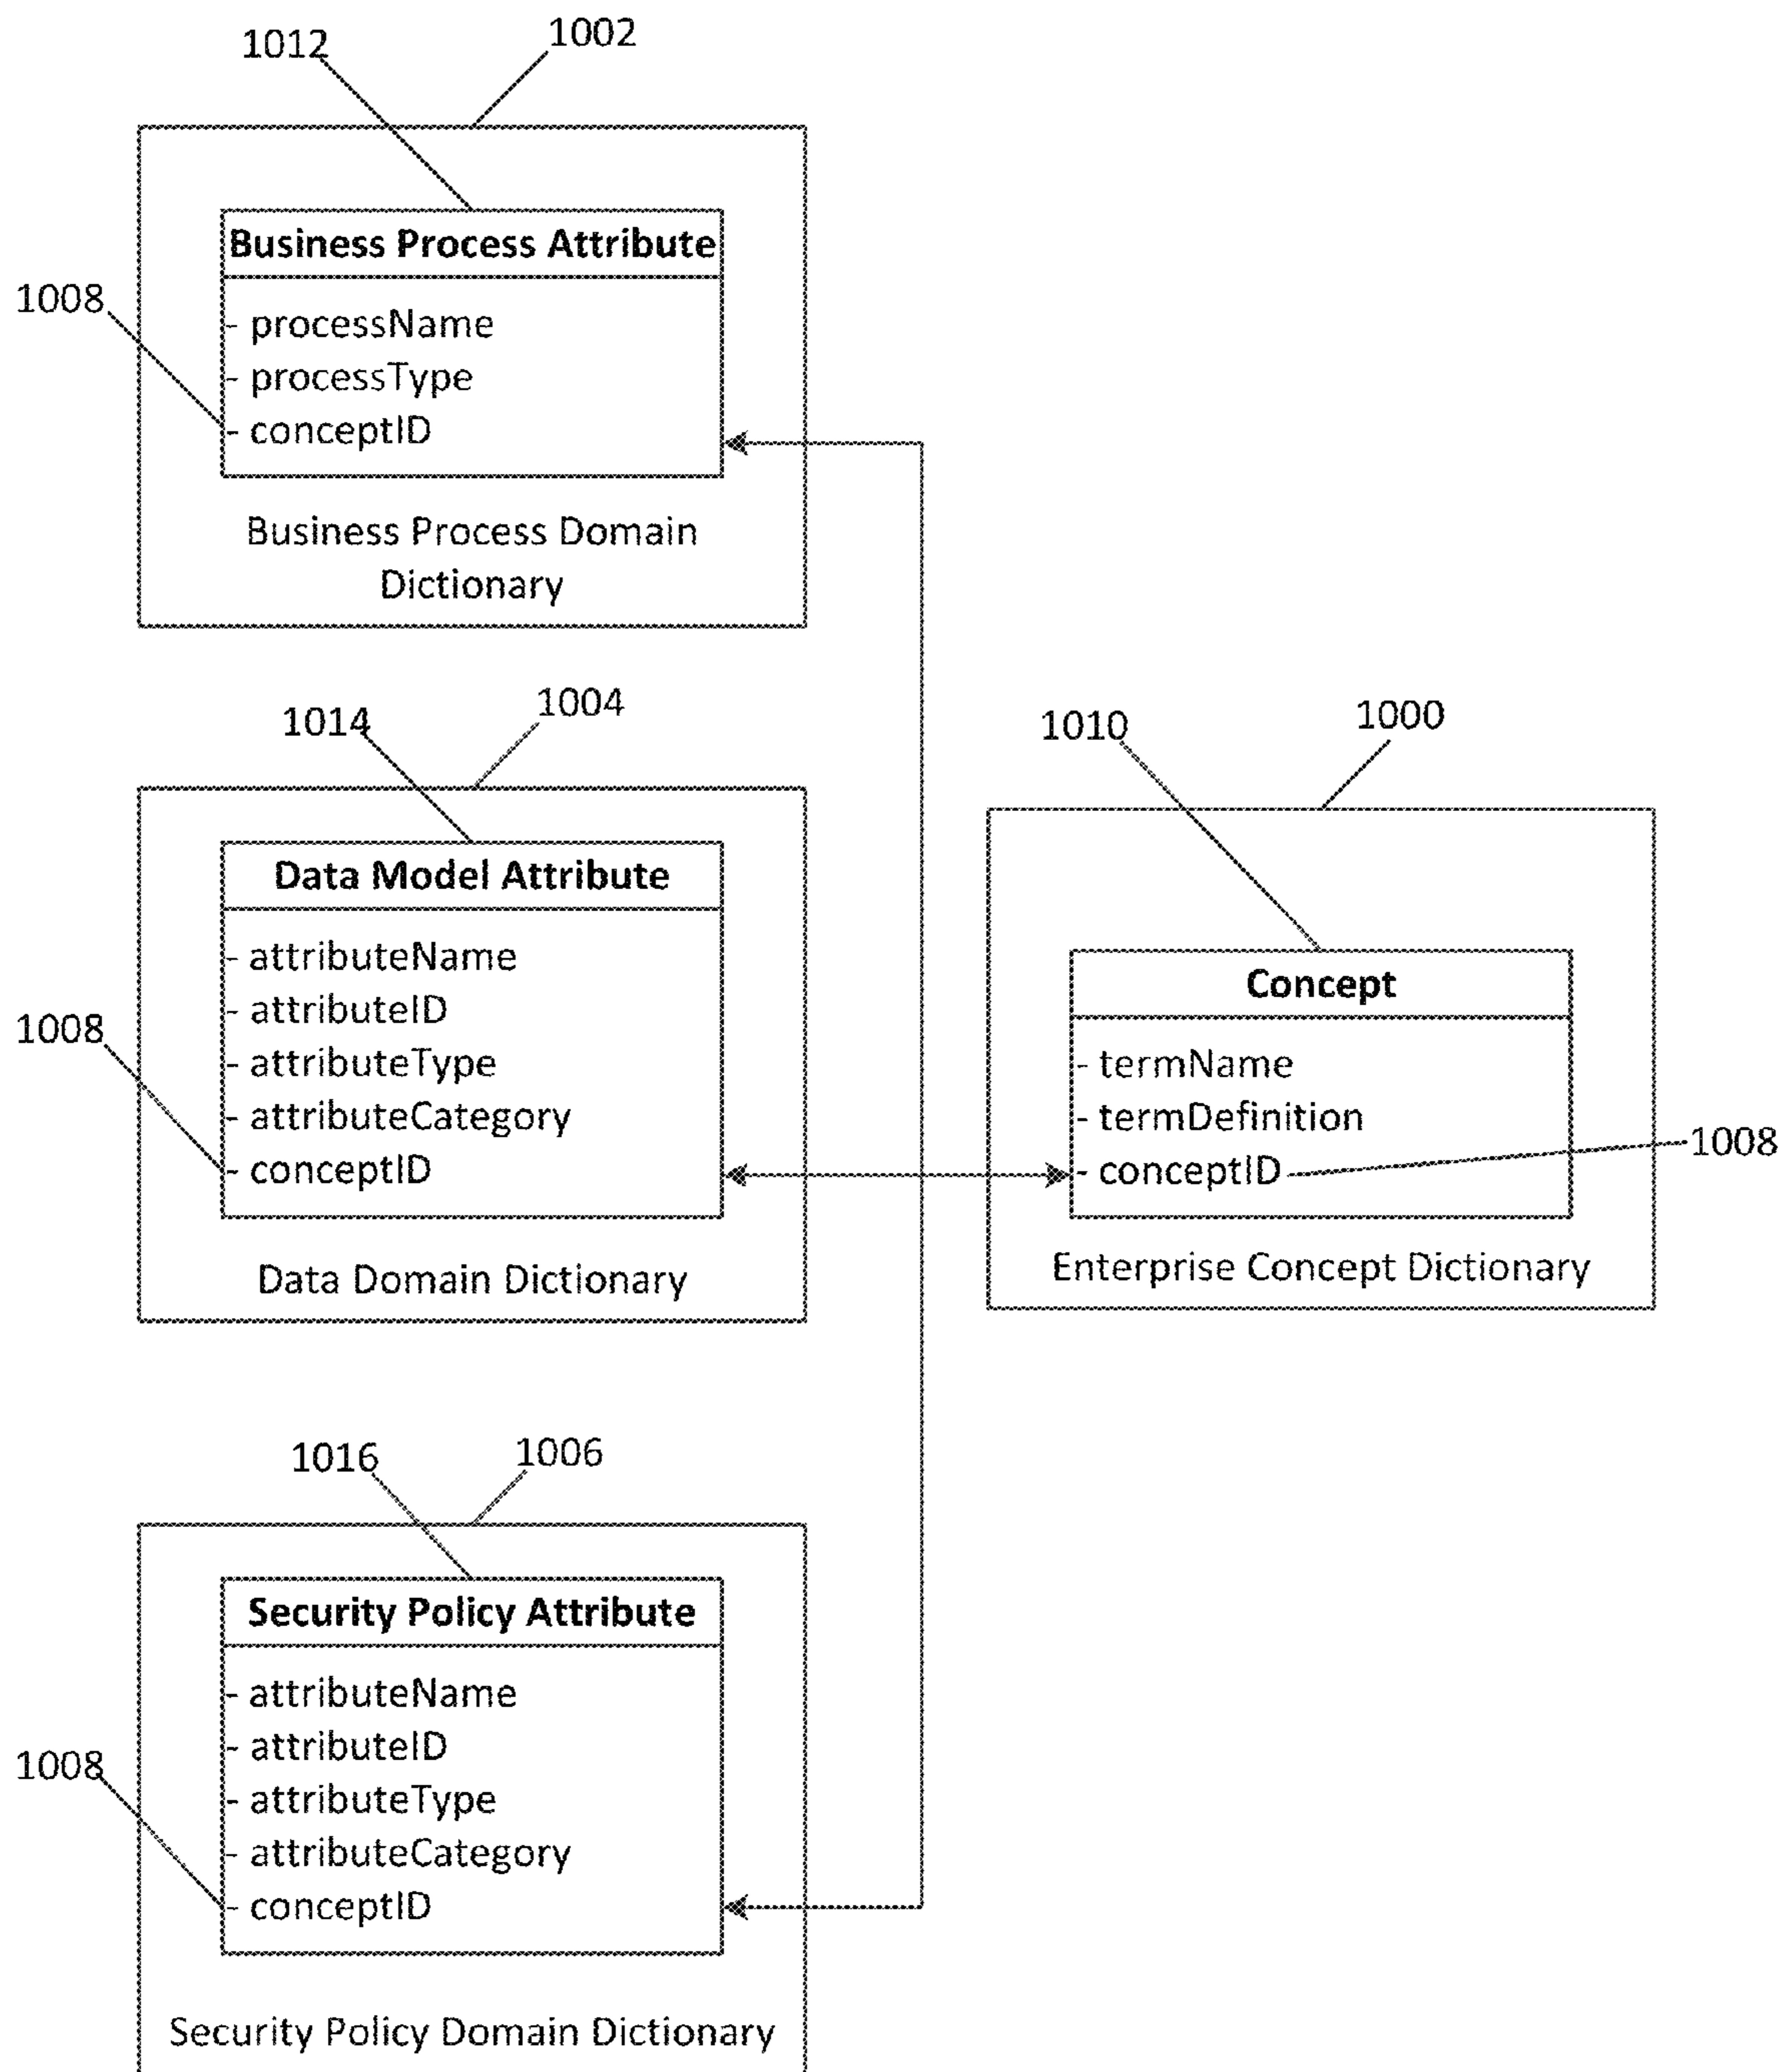 1012
1002
Business Process Attribute
1008
- processName
- processType
- conceptID
Business Process Domain
Dictionary
1014
1004
Data Model Attribute
1008
- attributeName
- attributeID
- attributeType
- attributeCategory
- conceptID
Data Domain Dictionary
1010
1000
Concept
- termName
- termDefinition
- conceptID
1008
Enterprise Concept Dictionary
1016
1006
Security Policy Attribute
1008
- attributeName
- attributeID
- attributeType
- attributeCategory
- conceptID
Security Policy Domain Dictionary